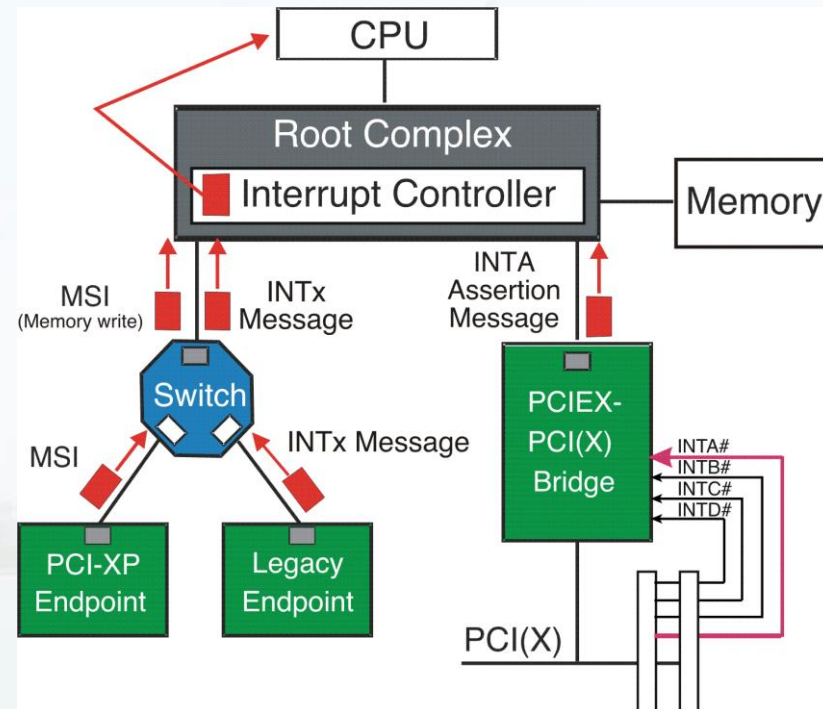 CPU
Root Complex
Interrupt Controller
Memory
MSI
(Memory write)
INTx
Message
INTA
Assertion
Message
Switch
MSI
INTx Message
PCIEX-
PCI(X)
Bridge
INTA#
INTB#
INTC#
INTD#
PCI-XP
Endpoint
Legacy
Endpoint
PCI(X)